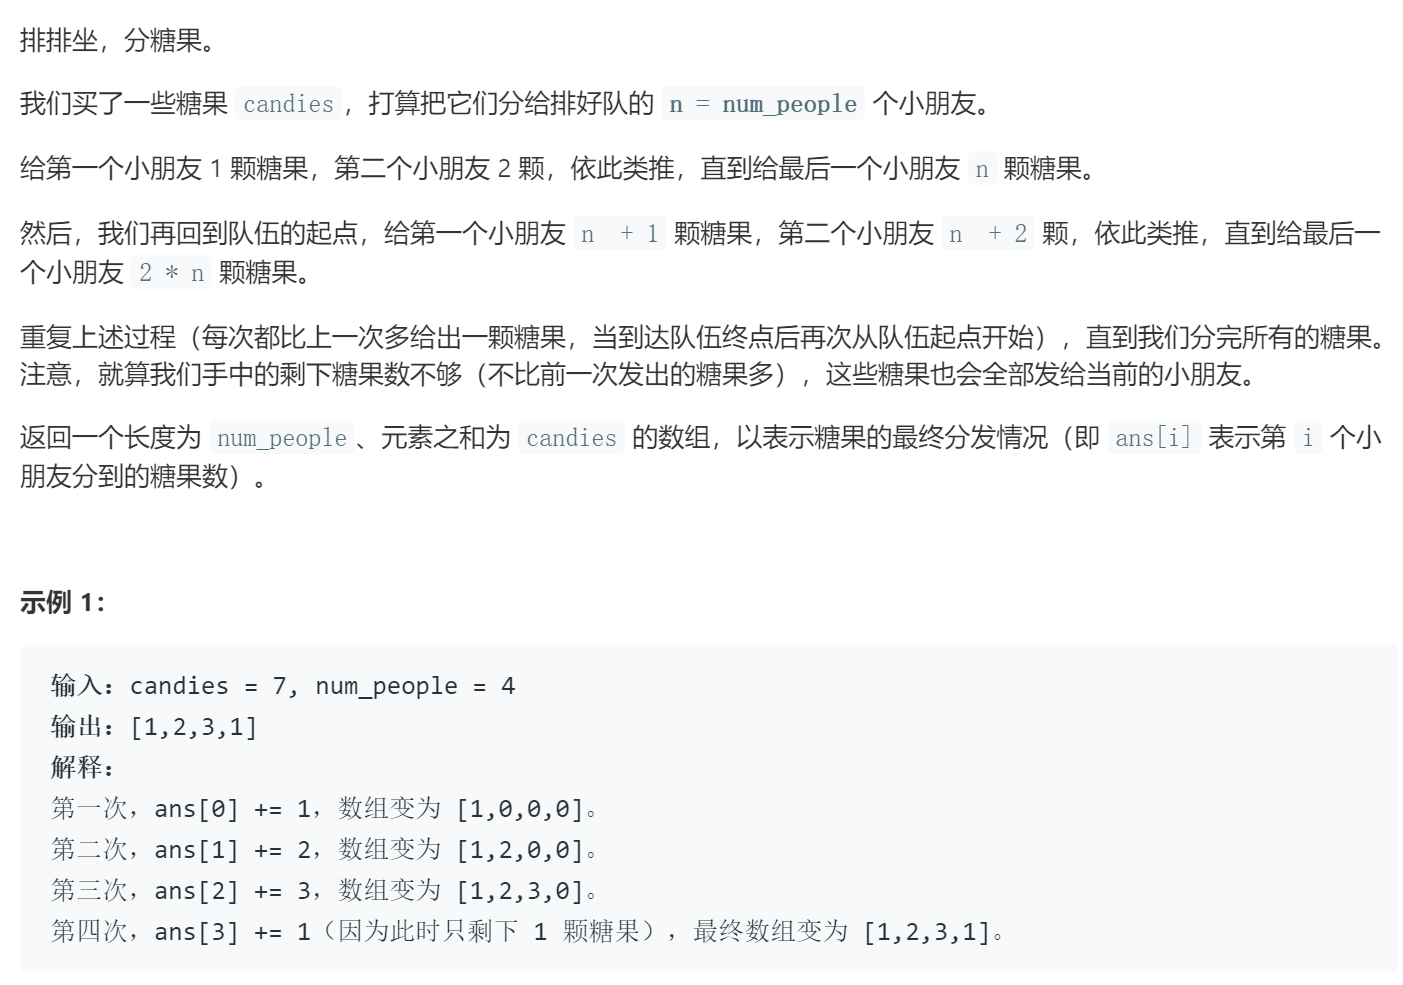 排排坐，分糖果。
我们买了一些糖果 candies，打算把它们分给排好队的 n = num_people 个小朋友。
给第一个小朋友 1 颗糖果，第二个小朋友 2 颗，依此类推，直到给最后一个小朋友 n 颗糖果。
然后，我们再回到队伍的起点，给第一个小朋友 n + 1 颗糖果，第二个小朋友 n + 2 颗，依此类推，直到给最后一
个小朋友 2 * n 颗糖果。
重复上述过程（每次都比上一次多给出一颗糖果，当到达队伍终点后再次从队伍起点开始），直到我们分完所有的糖果。
注意，就算我们手中的剩下糖果数不够（不比前一次发出的糖果多），这些糖果也会全部发给当前的小朋友。
返回一个长度为 num_people、元素之和为 candies 的数组，以表示糖果的最终分发情况（即 ans[i] 表示第 i 个小
朋友分到的糖果数）。
示例 1：
输入：candies = 7, num_people = 4
输出：[1,2,3,1]
解释：
第一次，ans[0] += 1，数组变为 [1,0,0,0]。
第二次，ans[1] += 2，数组变为 [1,2,0,0]。
第三次，ans[2] += 3，数组变为 [1,2,3,0]。
第四次，ans[3] += 1（因为此时只剩下 1 颗糖果），最终数组变为 [1,2,3,1]。